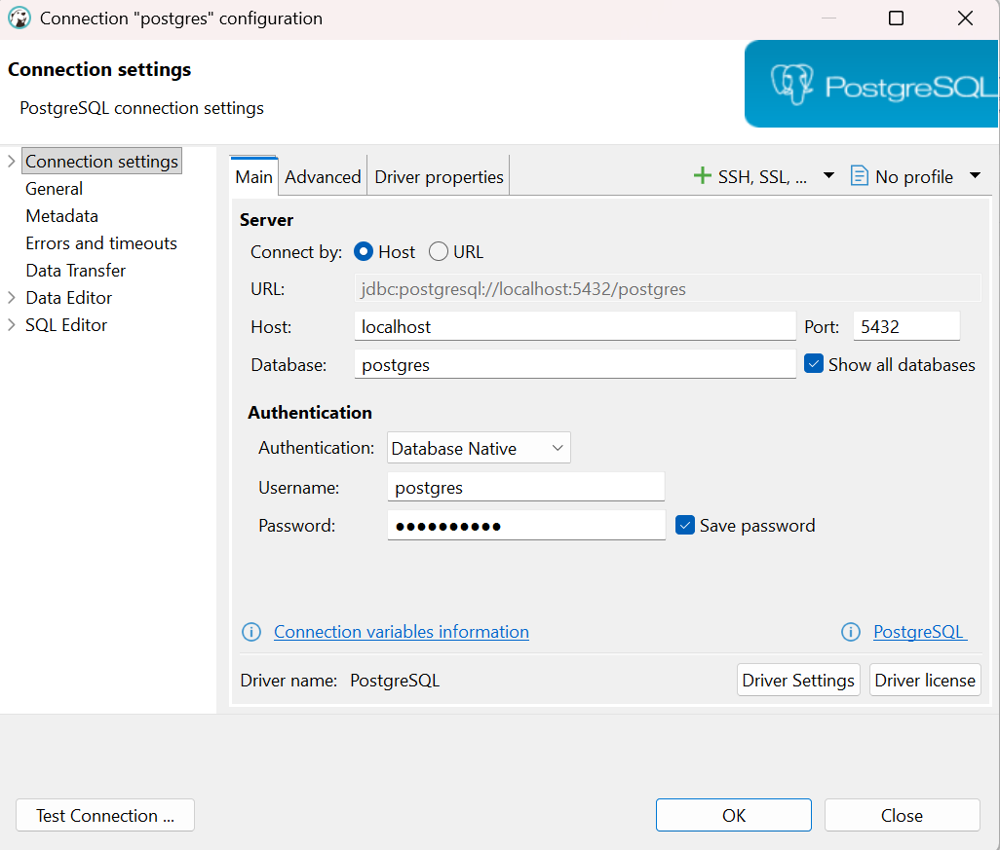 Connection "postgres" configuration
Connection settings
PostgreSQL connection settings
PostgreSQL
Connection settings
General
Metadata
Errors and timeouts
Data Transfer
Data Editor
SQL Editor
Main Advanced Driver properties SSH, SSL, ... No profile
Server
Connect by: Host URL
URL: jdbc:postgresql://localhost:5432/postgres
Host: localhost Port: 5432
Database: postgres Show all databases
Authentication
Authentication: Database Native
Username: postgres
Password: ●●●●●●●●●● Save password
Connection variables information PostgreSQL
Driver name: PostgreSQL Driver Settings Driver license
Test Connection ... OK Close